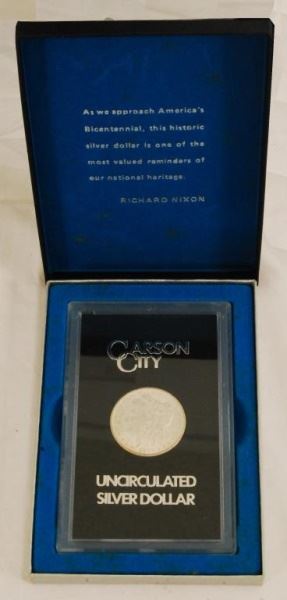 As we approach America's
Bicentennial, this historic
silver dollar is one of the
most valued reminders of
our national heritage.
RICHARD NIXON
CARSON
CITY
UNCIRCULATED
SILVER DOLLAR